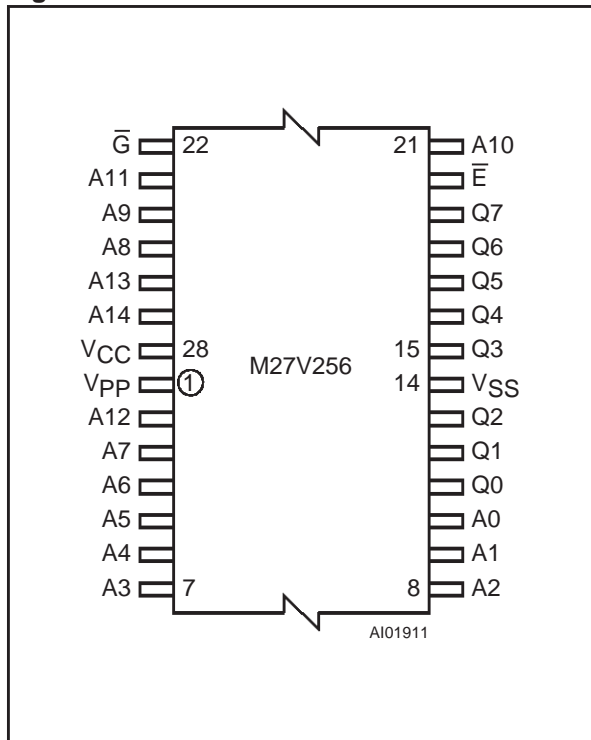 G̅ 22 21 A10
A11 E̅
A9 Q7
A8 Q6
A13 Q5
A14 Q4
VCC 28 15 Q3
M27V256
VPP 1 14 VSS
A12 Q2
A7 Q1
A6 Q0
A5 A0
A4 A1
A3 7 8 A2
AI01911